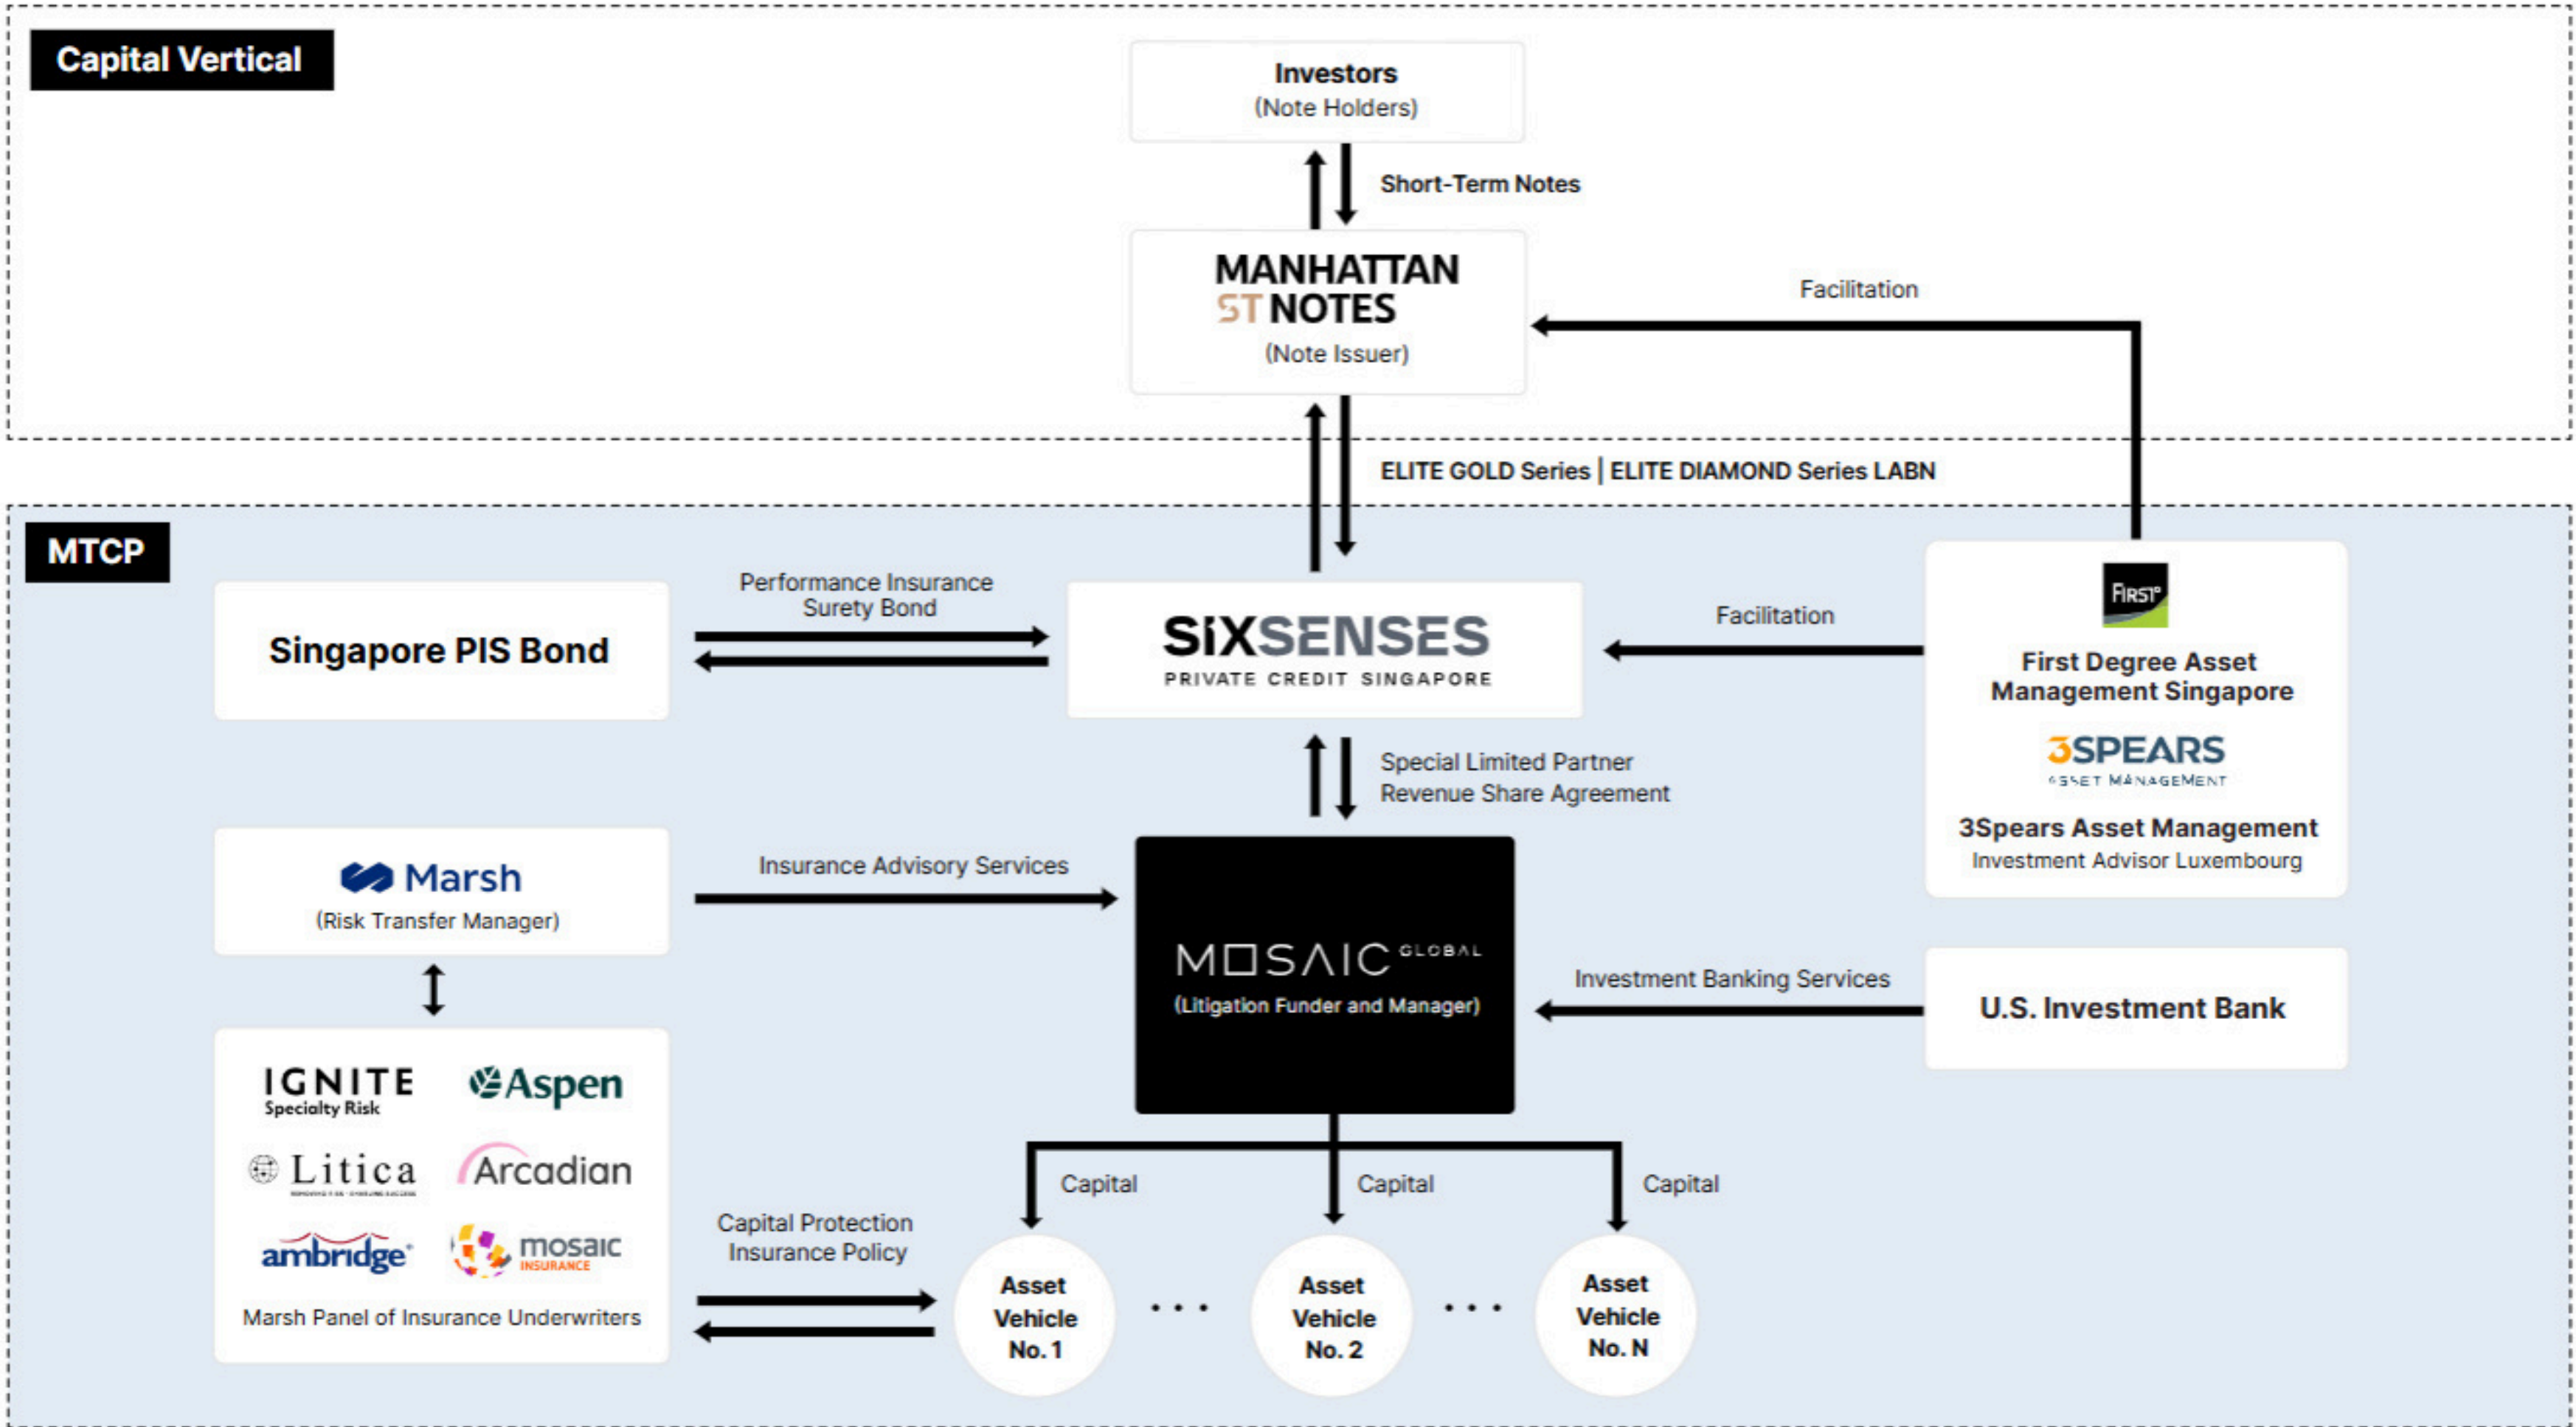 Capital Vertical
Investors
(Note Holders)
Short-Term Notes
MANHATTAN
ST NOTES
(Note Issuer)
Facilitation
ELITE GOLD Series | ELITE DIAMOND Series LABN
MTCP
Singapore PIS Bond
Performance Insurance
Surety Bond
SiXSENSES
PRIVATE CREDIT SINGAPORE
Facilitation
FIRST°
First Degree Asset
Management Singapore
3SPEARS
ASSET MANAGEMENT
3Spears Asset Management
Investment Advisor Luxembourg
Special Limited Partner
Revenue Share Agreement
Marsh
(Risk Transfer Manager)
Insurance Advisory Services
MOSAIC GLOBAL
(Litigation Funder and Manager)
Investment Banking Services
U.S. Investment Bank
IGNITE
Specialty Risk
Aspen
Litica
Arcadian
ambridge
mosaic
INSURANCE
Marsh Panel of Insurance Underwriters
Capital Protection
Insurance Policy
Capital
Capital
Capital
Asset
Vehicle
No. 1
...
Asset
Vehicle
No. 2
...
Asset
Vehicle
No. N